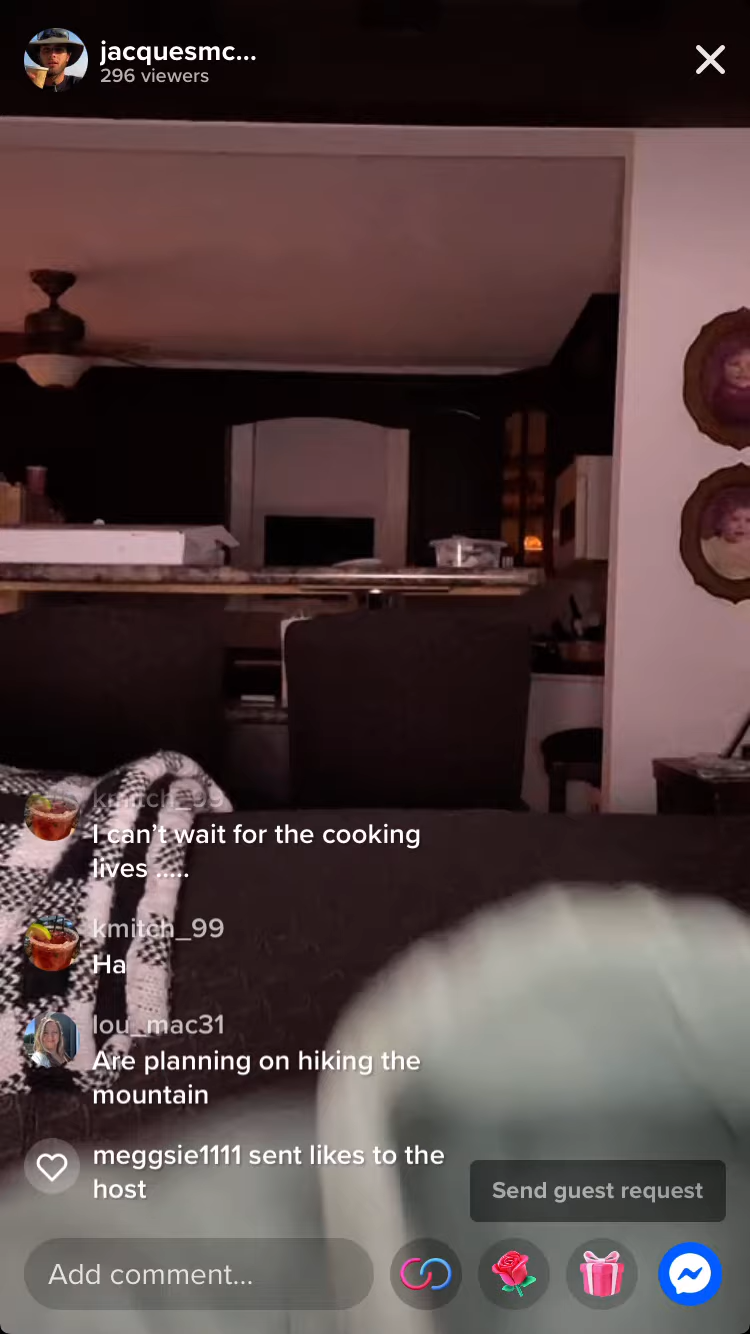 jacquesmc...
296 viewers
kmitch_99
I can't wait for the cooking
lives .....
kmitch_99
Ha
lou_mac31
Are planning on hiking the
mountain
meggsie1111 sent likes to the
host
Send guest request
Add comment...